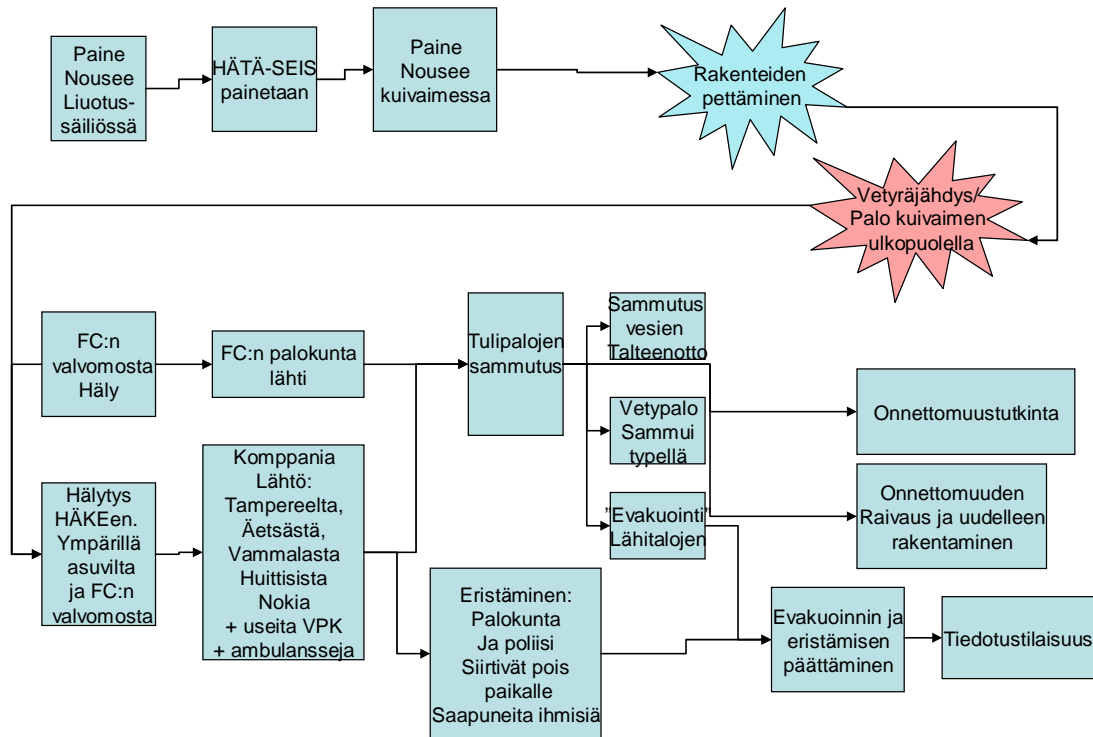 Paine
Nousee
Liuotus-
säiliössä
HÄTÄ-SEIS
painetaan
Paine
Nousee
kuivaimessa
Rakenteiden
pettäminen
Vetyräjähdys/
Palo kuivaimen
ulkopuolella
FC:n
valvomosta
Häly
FC:n palokunta
lähti
Tulipalojen
sammutus
Sammutus
vesien
Talteenotto
Vetypalo
Sammui
typellä
"Evakuointi"
Lähitalojen
Onnettomuustutkinta
Onnettomuuden
Raivaus ja uudelleen
rakentaminen
Hälytys
HÄKEen.
Ympärillä
asuvilta
ja FC:n
valvomosta
Komppania
Lähtö:
Tampereelta,
Äetsästä,
Vammalasta
Huittisista
Nokia
+ useita VPK
+ ambulansseja
Eristäminen:
Palokunta
Ja poliisi
Siirtivät pois
paikalle
Saapuneita ihmisiä
Evakuoinnin ja
eristämisen
päättäminen
Tiedotustilaisuus